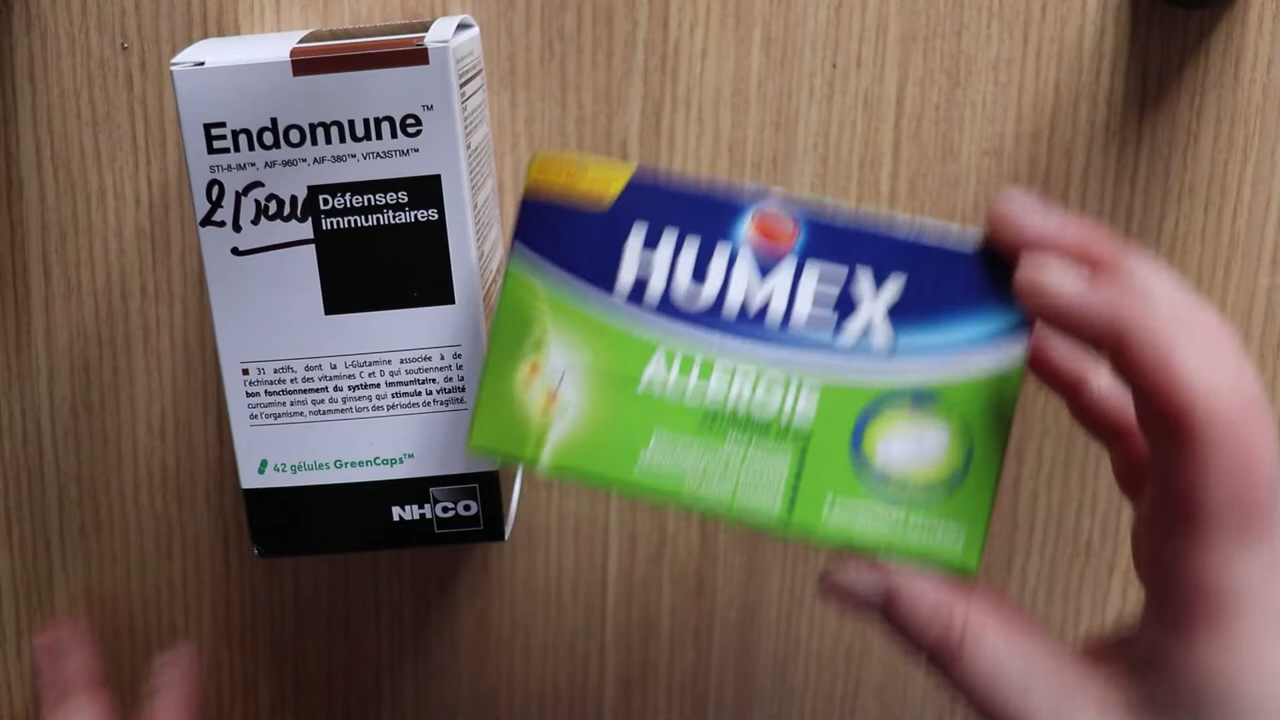 Endomune™
STI-8-IM™, AIF-960™, AIF-380™, VITA3STIM™
2/jour
Défenses
immunitaires
■ 31 actifs, dont la L-Glutamine associée à de
l'échinacée et des vitamines C et D qui soutiennent le
bon fonctionnement du système immunitaire, de la
curcumine ainsi que du ginseng qui stimule la vitalité
de l'organisme, notamment lors des périodes de fragilité.
42 gélules GreenCaps™
NHCO
HUMEX
ALLERGIE